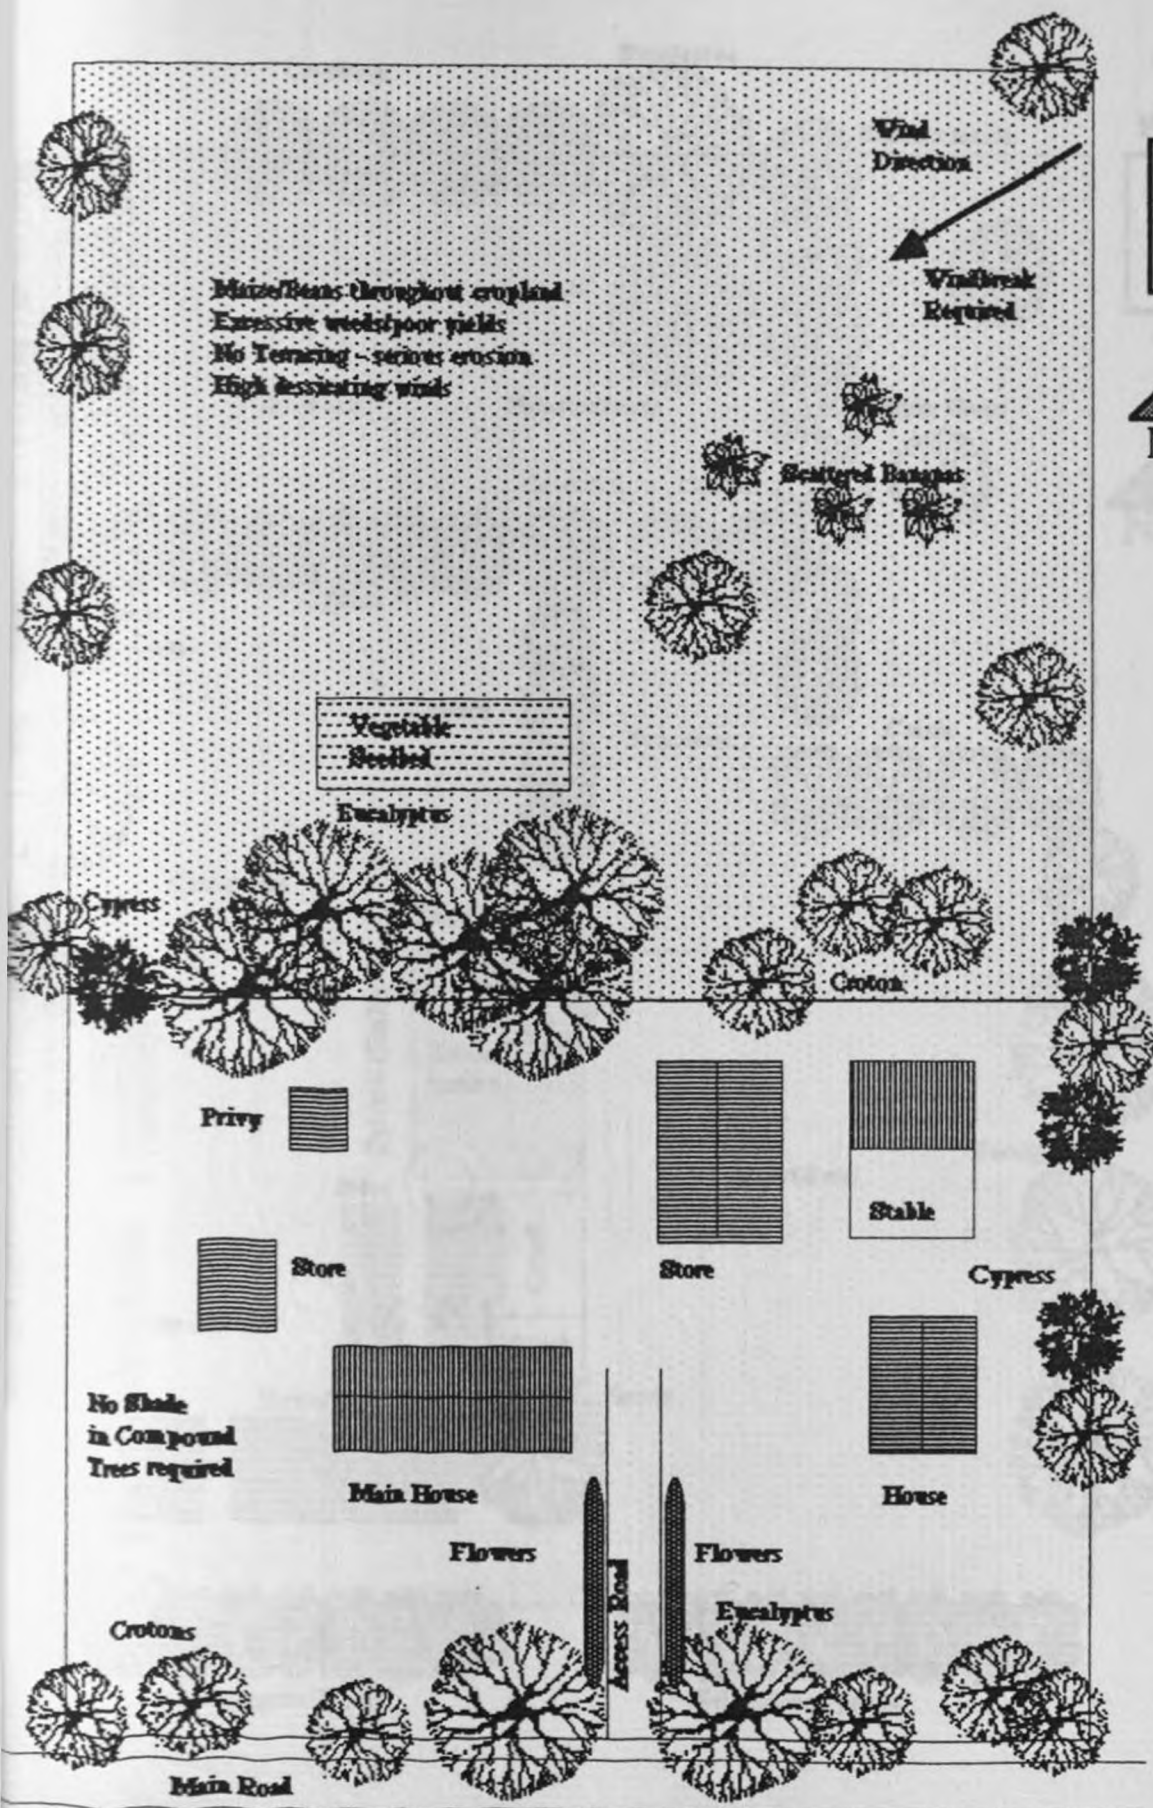 Wind
Direction
Windbreak
Required
Maize/Beans throughout cropland
Excessive weeds/poor yields
No Terracing - serious erosion
High dessicating winds
Scattered Bananas
Vegetable
Seedbed
Eucalyptus
Cypress
Croton
Privy
Stable
Store
Store
Cypress
No Shade
in Compound
Trees required
Main House
House
Flowers
Flowers
Access Road
Eucalyptus
Crotons
Main Road